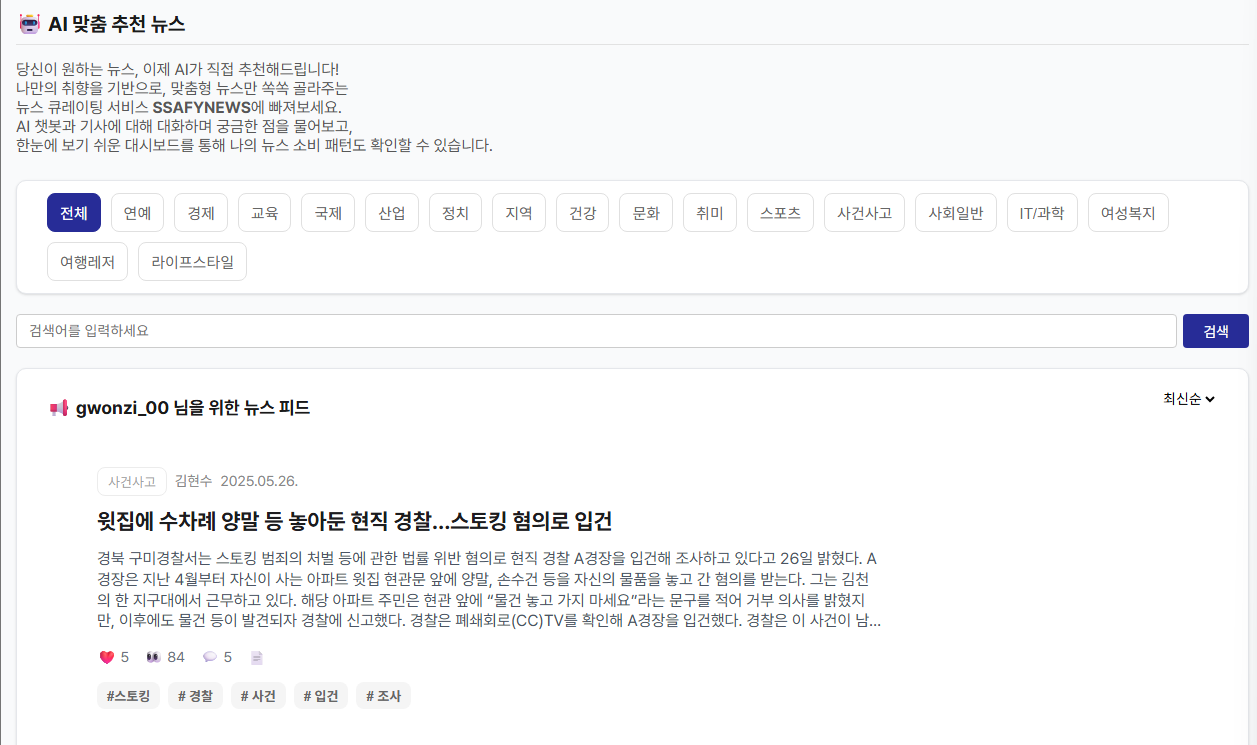 AI 맞춤 추천 뉴스
당신이 원하는 뉴스, 이제 AI가 직접 추천해드립니다!
나만의 취향을 기반으로, 맞춤형 뉴스만 쏙쏙 골라주는
뉴스 큐레이팅 서비스 SSAFYNEWS에 빠져보세요.
AI 챗봇과 기사에 대해 대화하며 궁금한 점을 물어보고,
한눈에 보기 쉬운 대시보드를 통해 나의 뉴스 소비 패턴도 확인할 수 있습니다.
전체 연예 경제 교육 국제 산업 정치 지역 건강 문화 취미 스포츠 사건사고 사회일반 IT/과학 여성복지
여행레저 라이프스타일
검색어를 입력하세요 검색
gwonzi_00 님을 위한 뉴스 피드 최신순
사건사고 김현수 2025.05.26.
윗집에 수차례 양말 등 놓아둔 현직 경찰…스토킹 혐의로 입건
경북 구미경찰서는 스토킹 범죄의 처벌 등에 관한 법률 위반 혐의로 현직 경찰 A경장을 입건해 조사하고 있다고 26일 밝혔다. A
경장은 지난 4월부터 자신이 사는 아파트 윗집 현관문 앞에 양말, 손수건 등을 자신의 물품을 놓고 간 혐의를 받는다. 그는 김천
의 한 지구대에서 근무하고 있다. 해당 아파트 주민은 현관 앞에 “물건 놓고 가지 마세요”라는 문구를 적어 거부 의사를 밝혔지
만, 이후에도 물건 등이 발견되자 경찰에 신고했다. 경찰은 폐쇄회로(CC)TV를 확인해 A경장을 입건했다. 경찰은 이 사건이 남...
5 84 5
#스토킹 # 경찰 # 사건 # 입건 # 조사